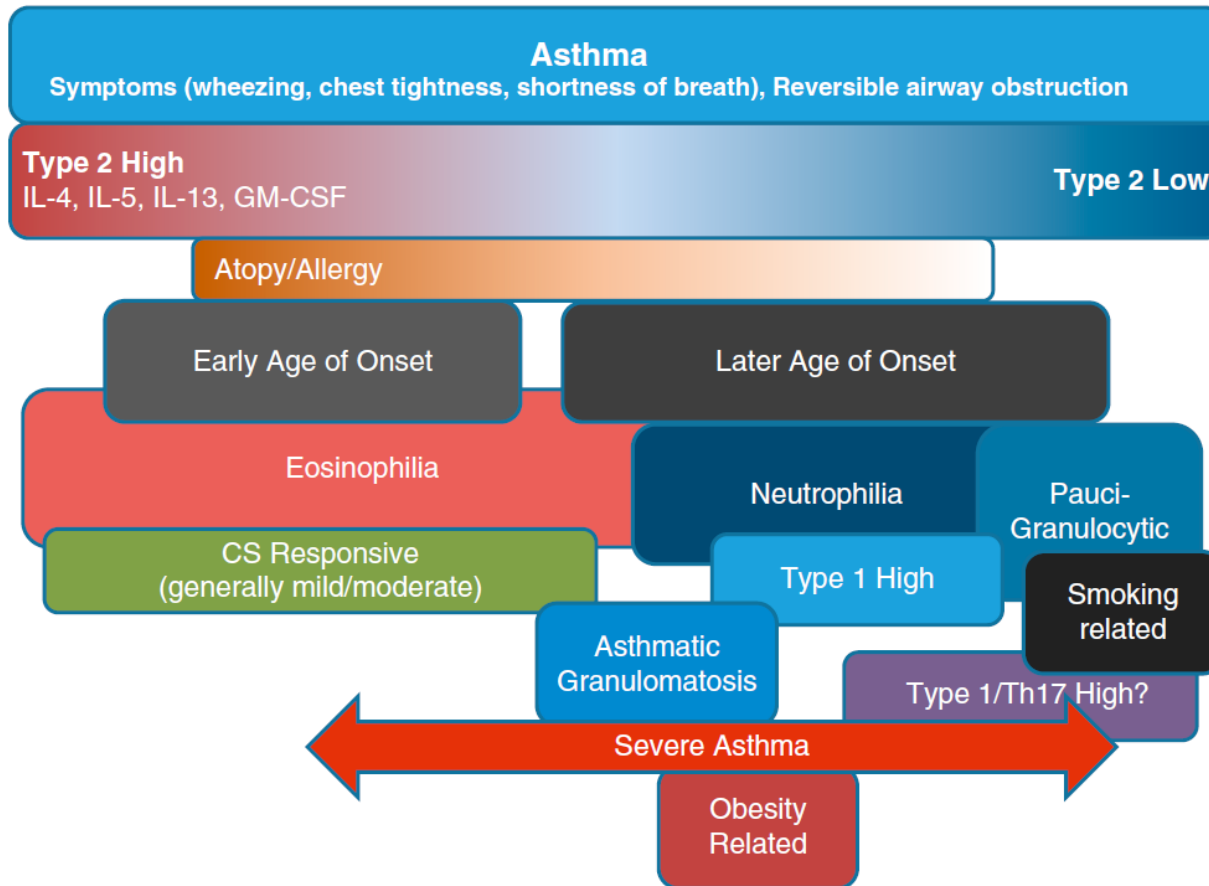 Asthma
Symptoms (wheezing, chest tightness, shortness of breath), Reversible airway obstruction
Type 2 High
IL-4, IL-5, IL-13, GM-CSF
Type 2 Low
Atopy/Allergy
Early Age of Onset
Later Age of Onset
Eosinophilia
Neutrophilia
Pauci-
Granulocytic
CS Responsive
(generally mild/moderate)
Type 1 High
Smoking
related
Asthmatic
Granulomatosis
Type 1/Th17 High?
Severe Asthma
Obesity
Related